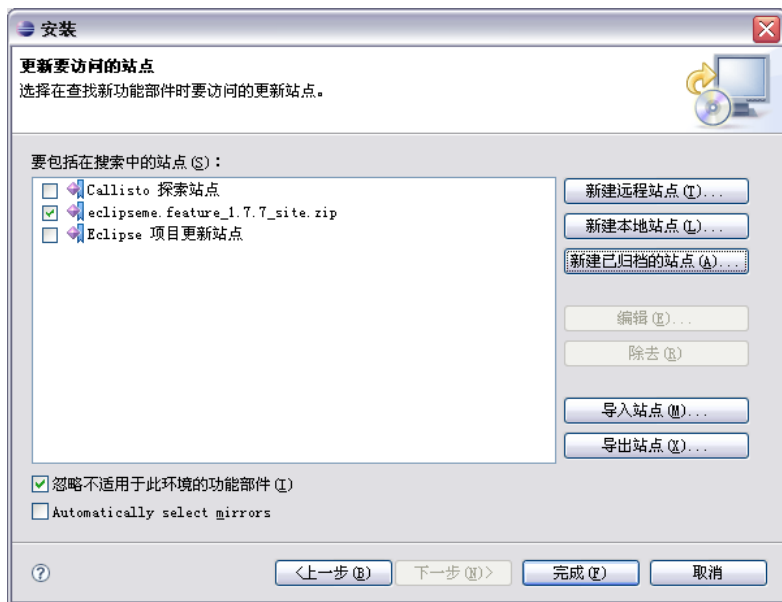 安装
更新要访问的站点
选择在查找新功能部件时要访问的更新站点。
要包括在搜索中的站点(S)：
Callisto 探索站点
eclipseme.feature_1.7.7_site.zip
Eclipse 项目更新站点
新建远程站点(T)...
新建本地站点(L)...
新建已归档的站点(A)...
编辑(E)...
除去(R)
导入站点(M)...
导出站点(X)...
忽略不适用于此环境的功能部件(I)
Automatically select mirrors
<上一步(B)
下一步(N)>
完成(F)
取消